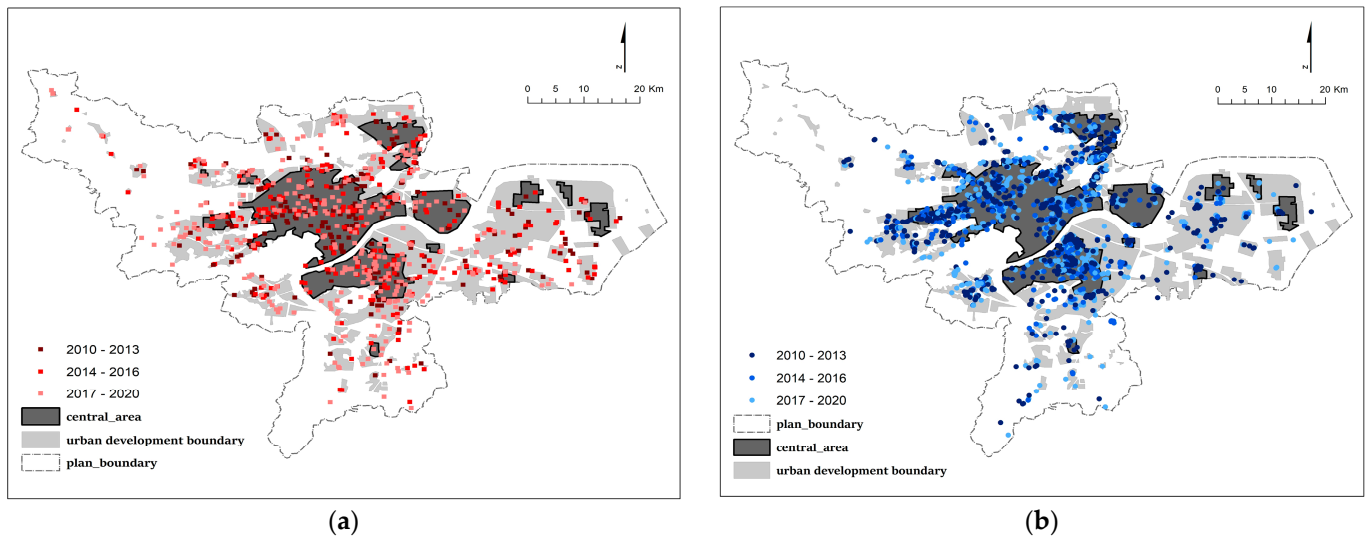 N
0 5 10 20 Km
2010 - 2013
2014 - 2016
2017 - 2020
central_area
urban development boundary
plan_boundary
(a)
N
0 5 10 20 Km
2010 - 2013
2014 - 2016
2017 - 2020
plan_boundary
central_area
urban development boundary
(b)